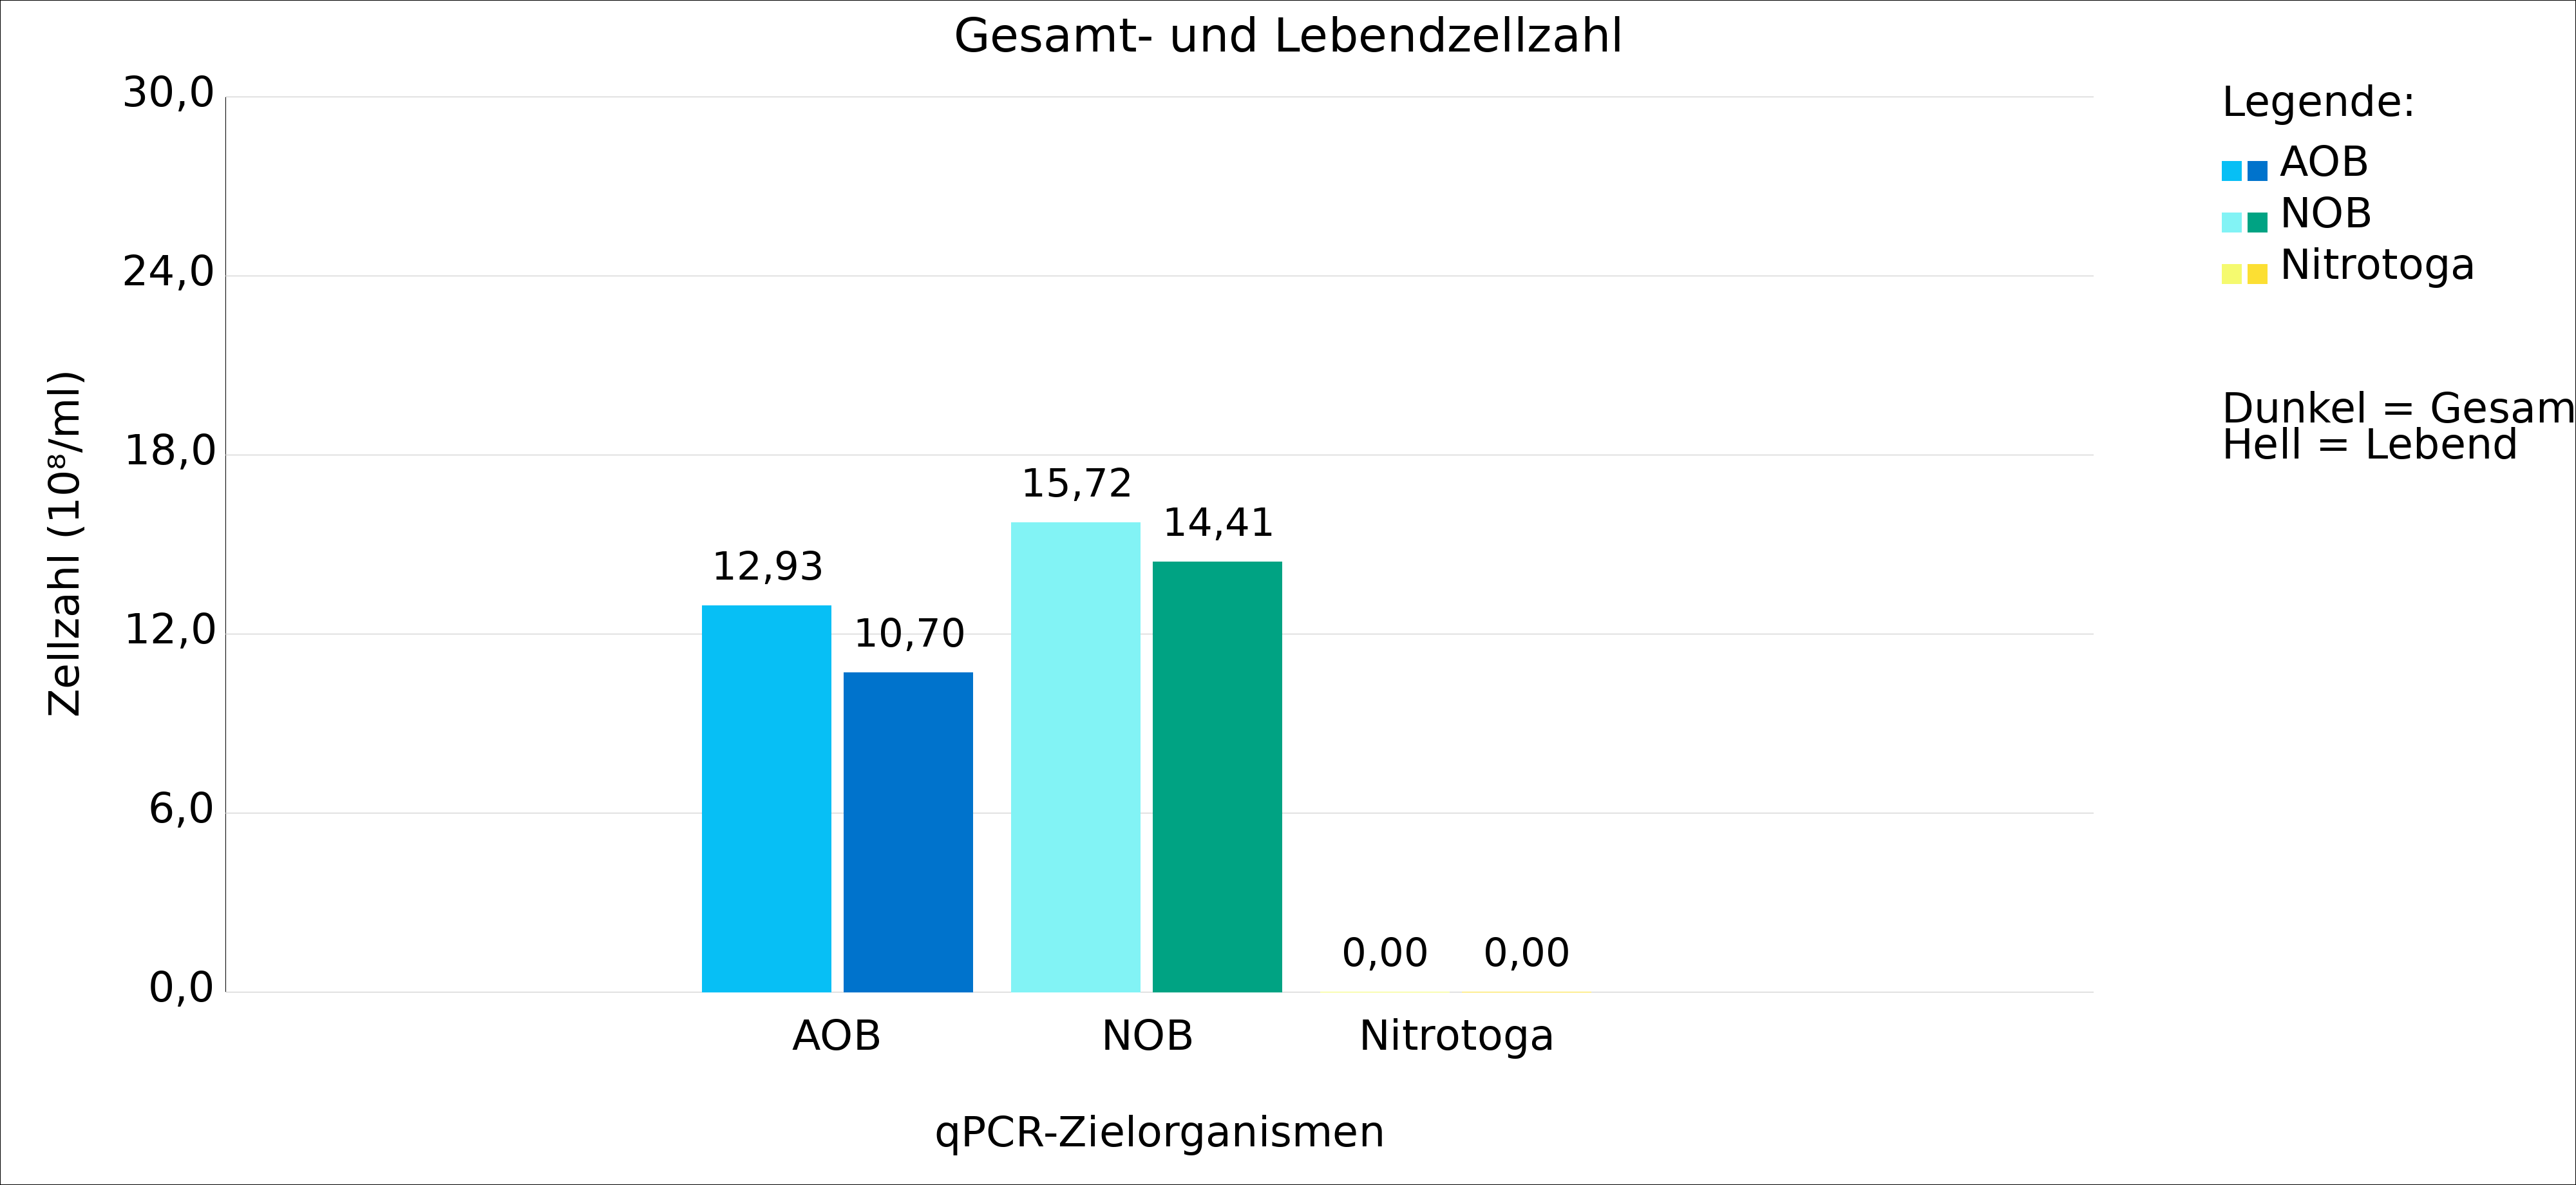 Gesamt- und Lebendzellzahl
Zellzahl (10⁸/ml)
30,0
24,0
18,0
12,0
6,0
0,0
12,93
10,70
15,72
14,41
0,00
0,00
AOB
NOB
Nitrotoga
qPCR-Zielorganismen
Legende:
AOB
NOB
Nitrotoga
Dunkel = Gesam
Hell = Lebend